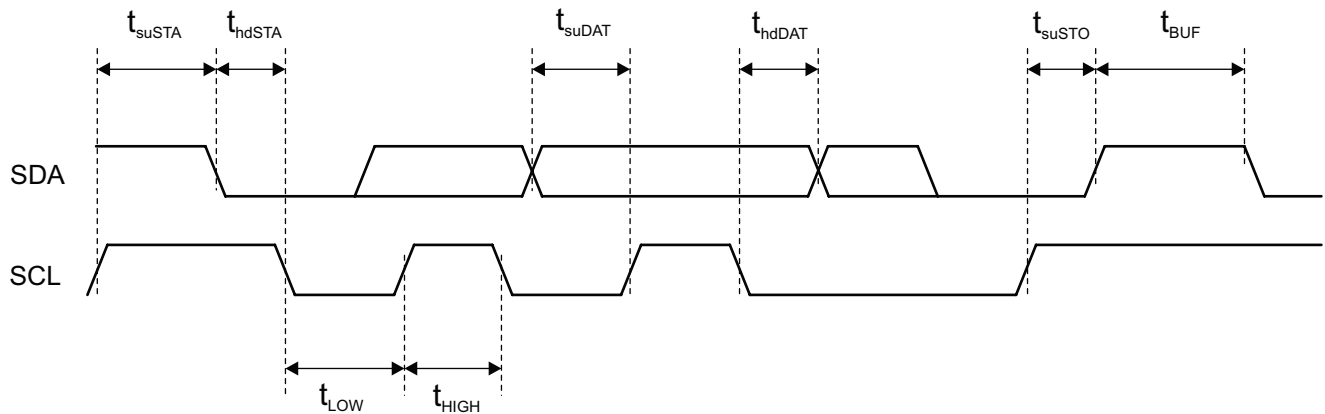 tsuSTA thdSTA tsuDAT thdDAT tsuSTO tBUF
SDA
SCL
tLOW tHIGH